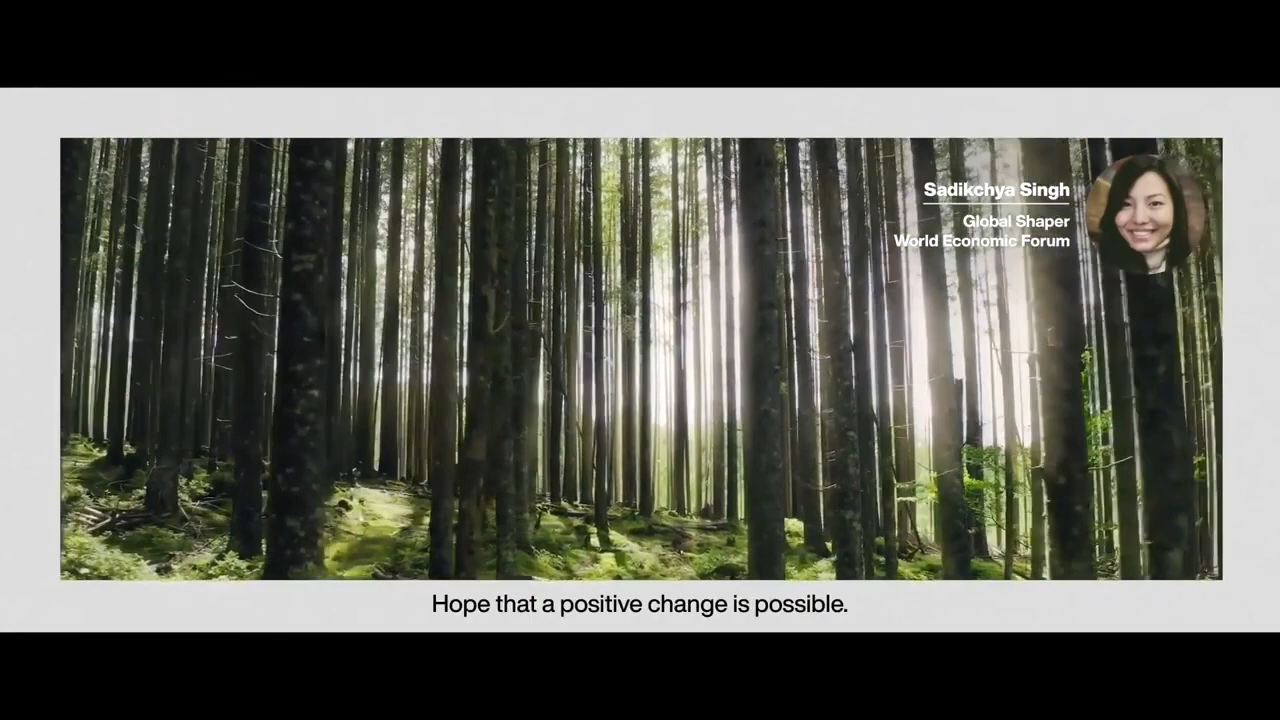 Sadikchya Singh
Global Shaper
World Economic Forum
Hope that a positive change is possible.